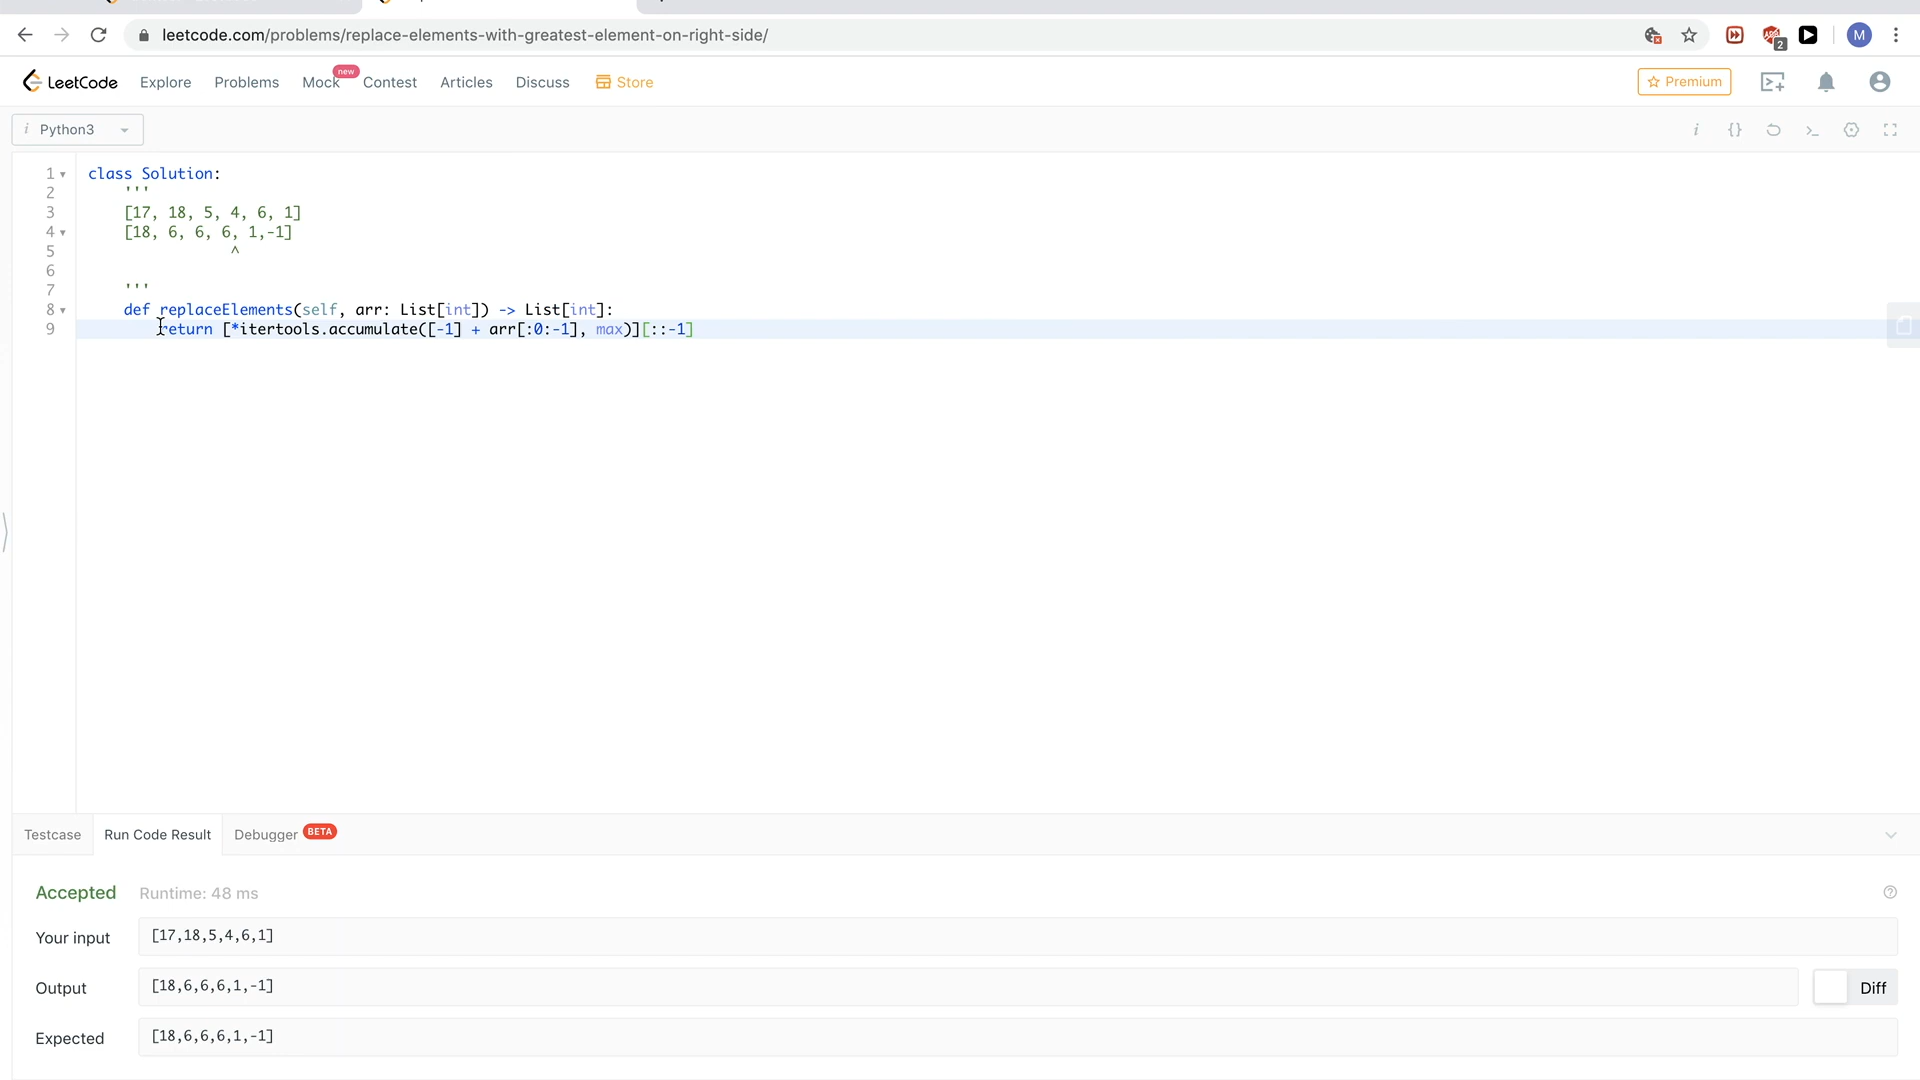 leetcode.com/problems/replace-elements-with-greatest-element-on-right-side/
2
M
LeetCode
Explore
Problems
Mock
new
Contest
Articles
Discuss
Store
Premium
i Python3
i {}
1 class Solution:
2 '''
3 [17, 18, 5, 4, 6, 1]
4 [18, 6, 6, 6, 1,-1]
5 ^
6
7 '''
8 def replaceElements(self, arr: List[int]) -> List[int]:
9 return [*itertools.accumulate([-1] + arr[:0:-1], max)][::-1]
Testcase
Run Code Result
Debugger
BETA
Accepted
Runtime: 48 ms
Your input
[17,18,5,4,6,1]
Output
[18,6,6,6,1,-1]
Diff
Expected
[18,6,6,6,1,-1]